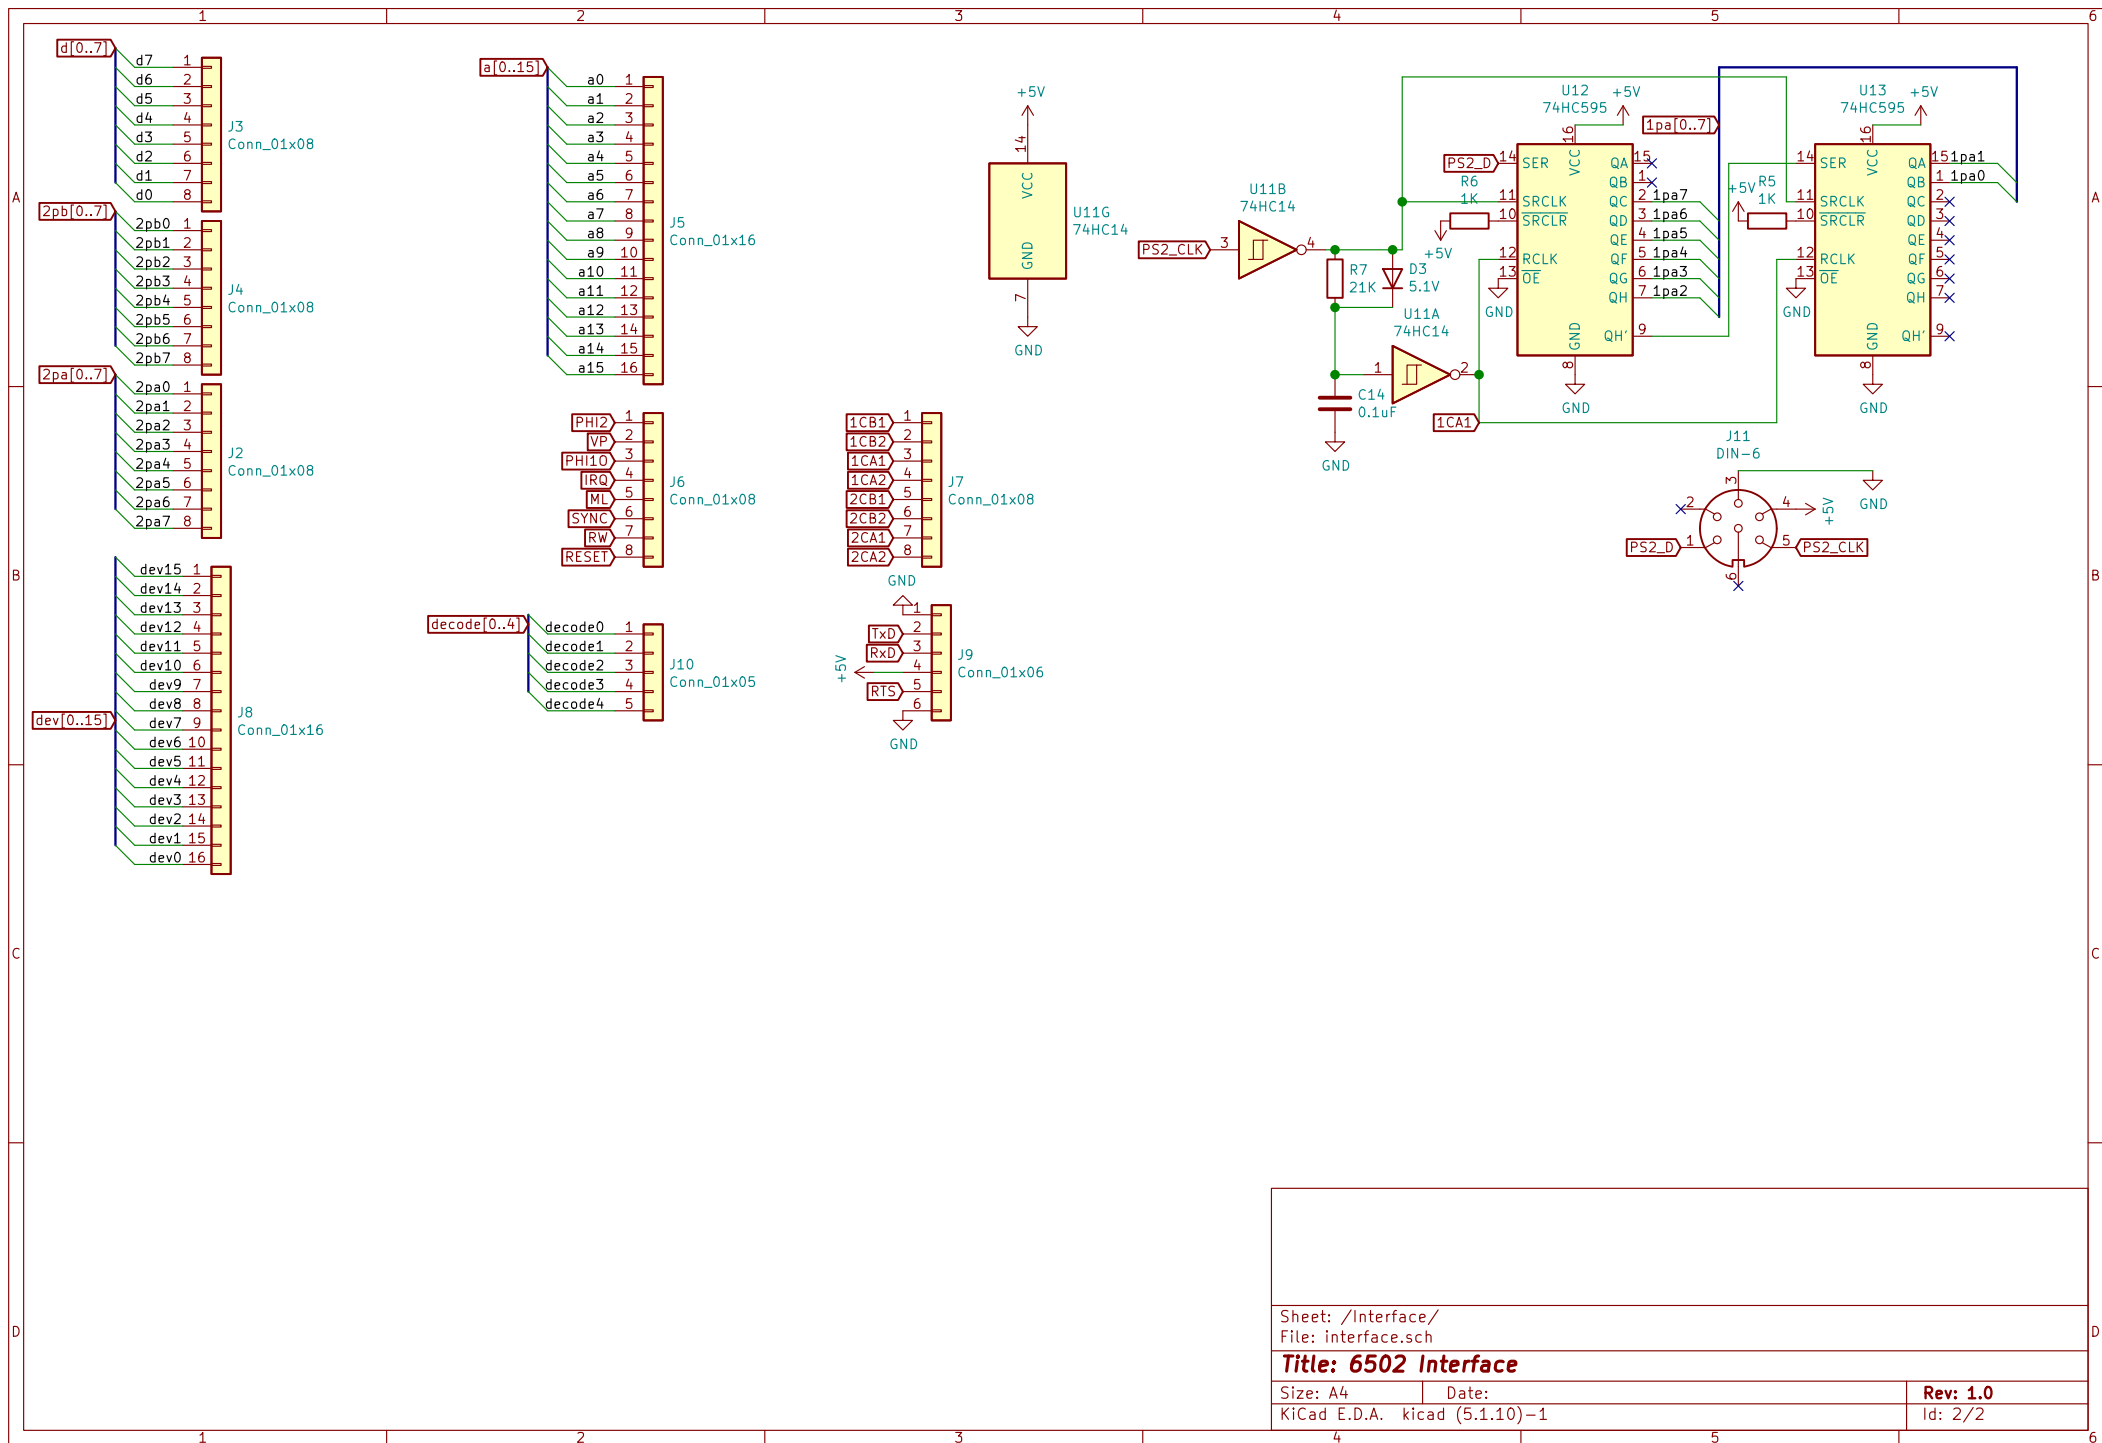 1 2 3 4 5 6
A
B
C
D
d[0..7]
d7 1
d6 2
d5 3
d4 4
d3 5
d2 6
d1 7
d0 8
J3
Conn_01x08
2pb[0..7]
2pb0 1
2pb1 2
2pb2 3
2pb3 4
2pb4 5
2pb5 6
2pb6 7
2pb7 8
J4
Conn_01x08
2pa[0..7]
2pa0 1
2pa1 2
2pa2 3
2pa3 4
2pa4 5
2pa5 6
2pa6 7
2pa7 8
J2
Conn_01x08
dev[0..15]
dev15 1
dev14 2
dev13 3
dev12 4
dev11 5
dev10 6
dev9 7
dev8 8
dev7 9
dev6 10
dev5 11
dev4 12
dev3 13
dev2 14
dev1 15
dev0 16
J8
Conn_01x16
a[0..15]
a0 1
a1 2
a2 3
a3 4
a4 5
a5 6
a6 7
a7 8
a8 9
a9 10
a10 11
a11 12
a12 13
a13 14
a14 15
a15 16
J5
Conn_01x16
PHI2 1
VP 2
PHI1O 3
IRQ 4
ML 5
SYNC 6
RW 7
RESET 8
J6
Conn_01x08
decode[0..4]
decode0 1
decode1 2
decode2 3
decode3 4
decode4 5
J10
Conn_01x05
1CB1 1
1CB2 2
1CA1 3
1CA2 4
2CB1 5
2CB2 6
2CA1 7
2CA2 8
J7
Conn_01x08
GND
1
TxD 2
RxD 3
+5V 4
RTS 5
6
GND
J9
Conn_01x06
+5V
14
VCC
GND
7
GND
U11G
74HC14
U11B
74HC14
PS2_CLK 3 4
R7
21K
D3
5.1V
U11A
74HC14
1 2
C14
0.1uF
GND
1CA1
U12
74HC595
+5V
16
VCC
PS2_D 14 SER
11 SRCLK
R6
1K
10 SRCLR
+5V
12 RCLK
13 OE
GND
QA 15
QB 1
QC 2 1pa7
QD 3 1pa6
QE 4 1pa5
QF 5 1pa4
QG 6 1pa3
QH 7 1pa2
QH' 9
GND
8
GND
1pa[0..7]
U13
74HC595
+5V
16
VCC
14 SER
11 SRCLK
+5V
R5
1K
10 SRCLR
12 RCLK
13 OE
GND
QA 15 1pa1
QB 1 1pa0
QC 2
QD 3
QE 4
QF 5
QG 6
QH 7
QH' 9
GND
8
GND
J11
DIN-6
3
GND
2
4 +5V
PS2_D 1
5 PS2_CLK
6
Sheet: /Interface/
File: interface.sch
Title: 6502 Interface
Size: A4 Date: Rev: 1.0
KiCad E.D.A. kicad (5.1.10)-1 Id: 2/2
A
B
C
D
1 2 3 4 5 6